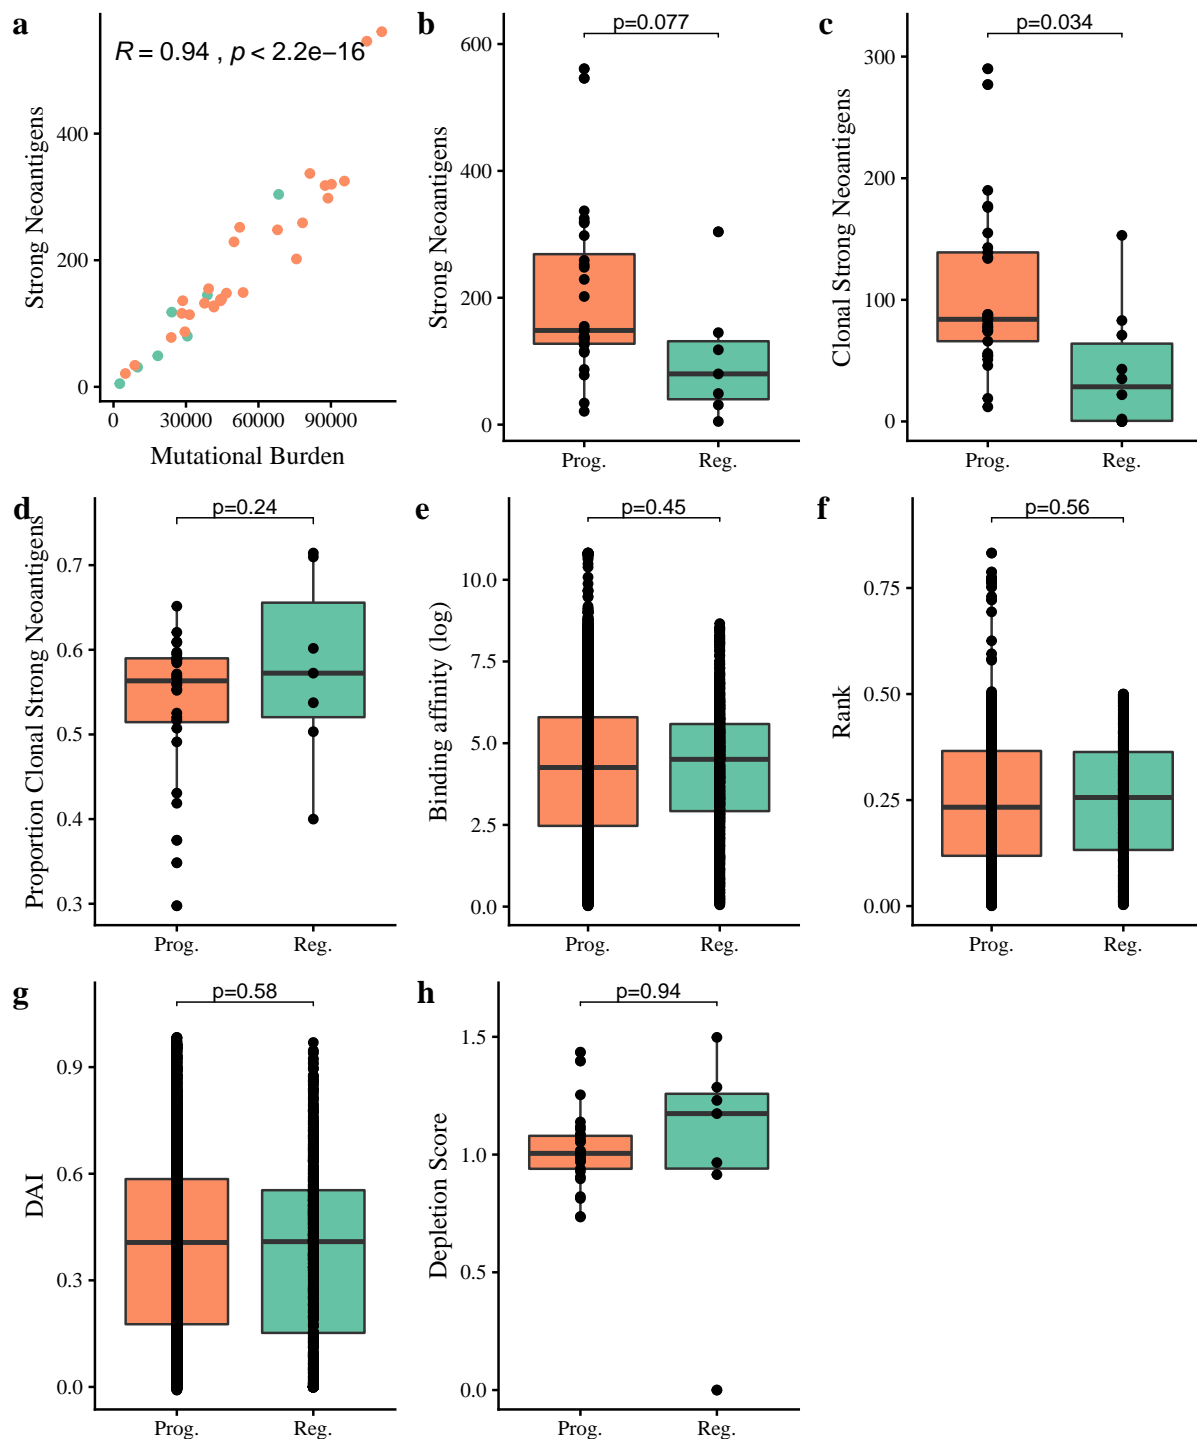 a
R = 0.94 , p < 2.2e−16
Strong Neoantigens
400
200
0
0 30000 60000 90000
Mutational Burden
b
p=0.077
Strong Neoantigens
600
400
200
0
Prog. Reg.
c
p=0.034
Clonal Strong Neoantigens
300
200
100
0
Prog. Reg.
d
p=0.24
Proportion Clonal Strong Neoantigens
0.7
0.6
0.5
0.4
0.3
Prog. Reg.
e
p=0.45
Binding affinity (log)
10.0
7.5
5.0
2.5
0.0
Prog. Reg.
f
p=0.56
Rank
0.75
0.50
0.25
0.00
Prog. Reg.
g
p=0.58
DAI
0.9
0.6
0.3
0.0
Prog. Reg.
h
p=0.94
Depletion Score
1.5
1.0
0.5
0.0
Prog. Reg.